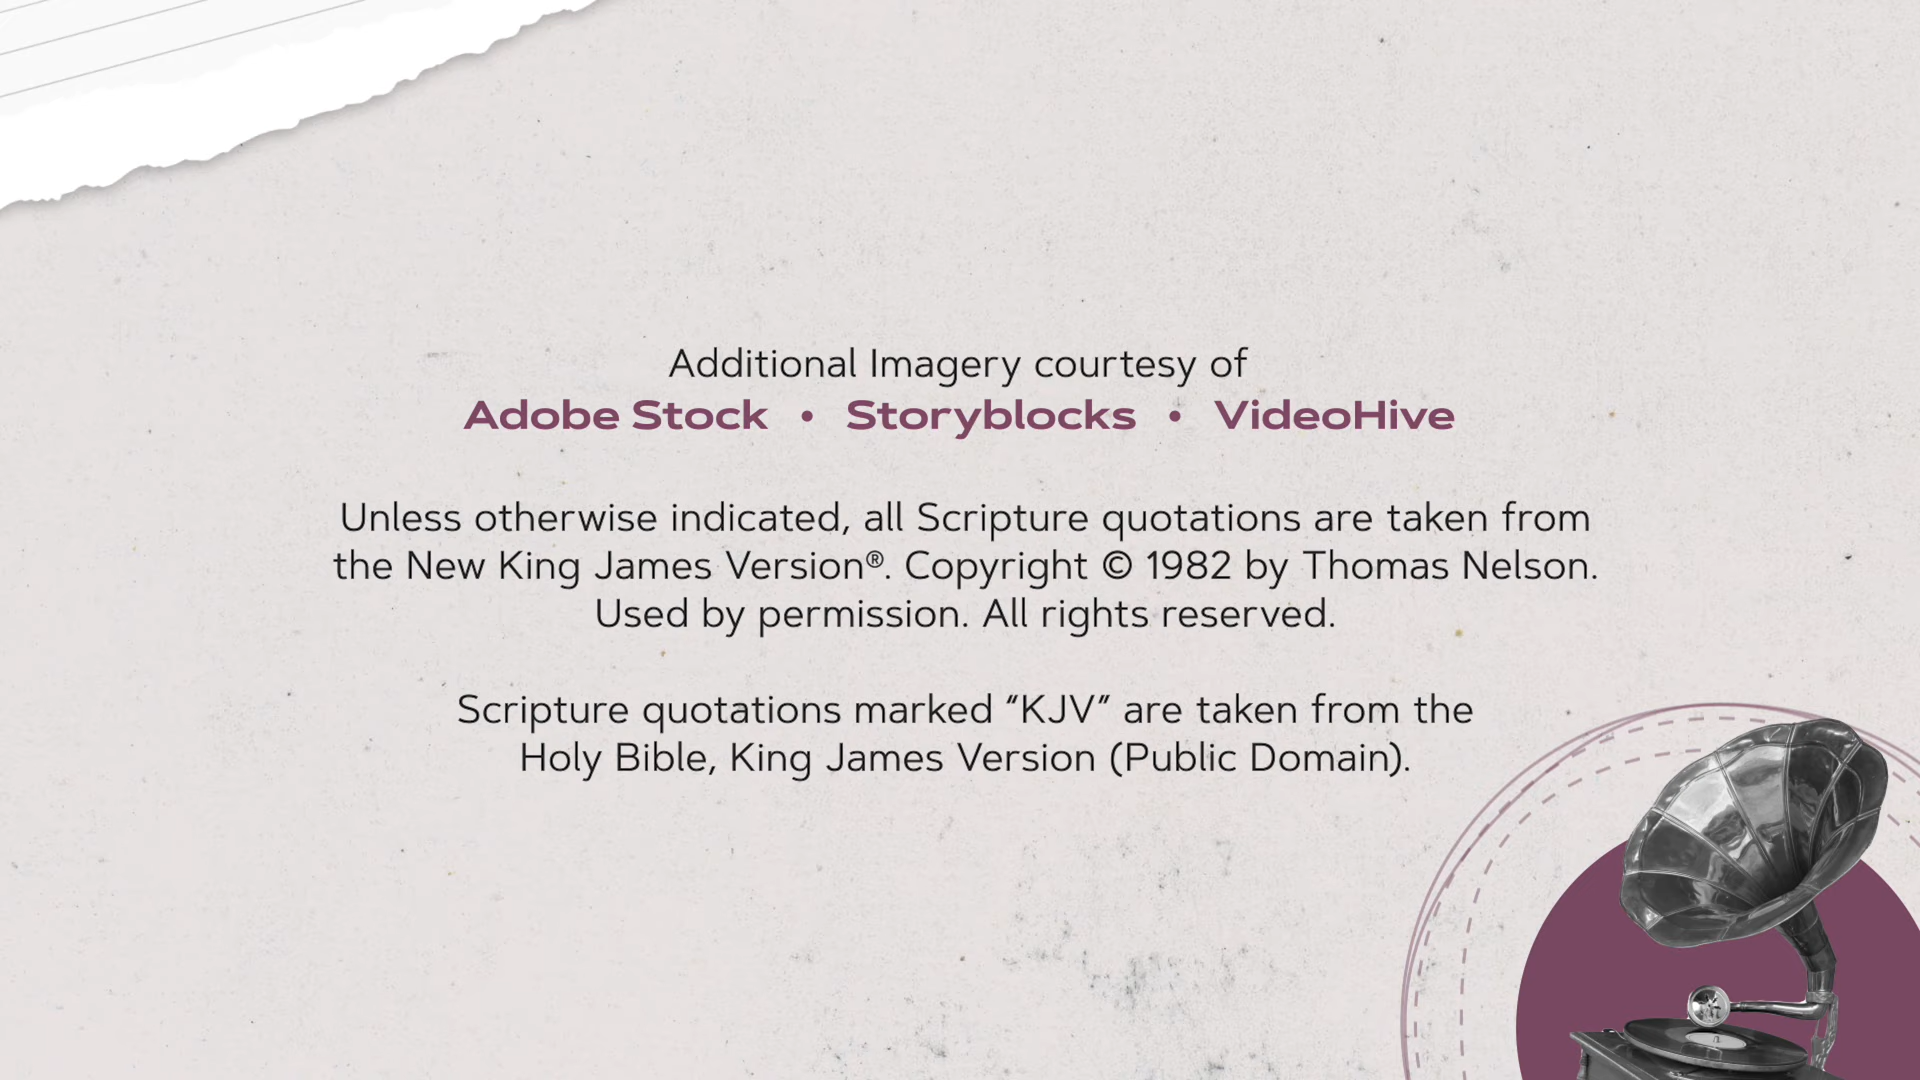 Additional Imagery courtesy of
Adobe Stock • Storyblocks • VideoHive
Unless otherwise indicated, all Scripture quotations are taken from
the New King James Version®. Copyright © 1982 by Thomas Nelson.
Used by permission. All rights reserved.
Scripture quotations marked “KJV” are taken from the
Holy Bible, King James Version (Public Domain).